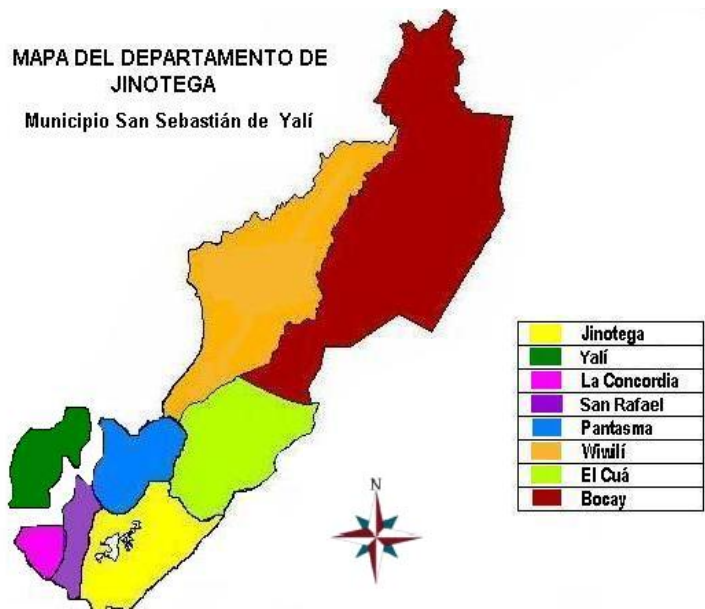 MAPA DEL DEPARTAMENTO DE
JINOTEGA
Municipio San Sebastián de Yalí
Jinotega
Yalí
La Concordia
San Rafael
Pantasma
Wiwilí
El Cuá
Bocay
N